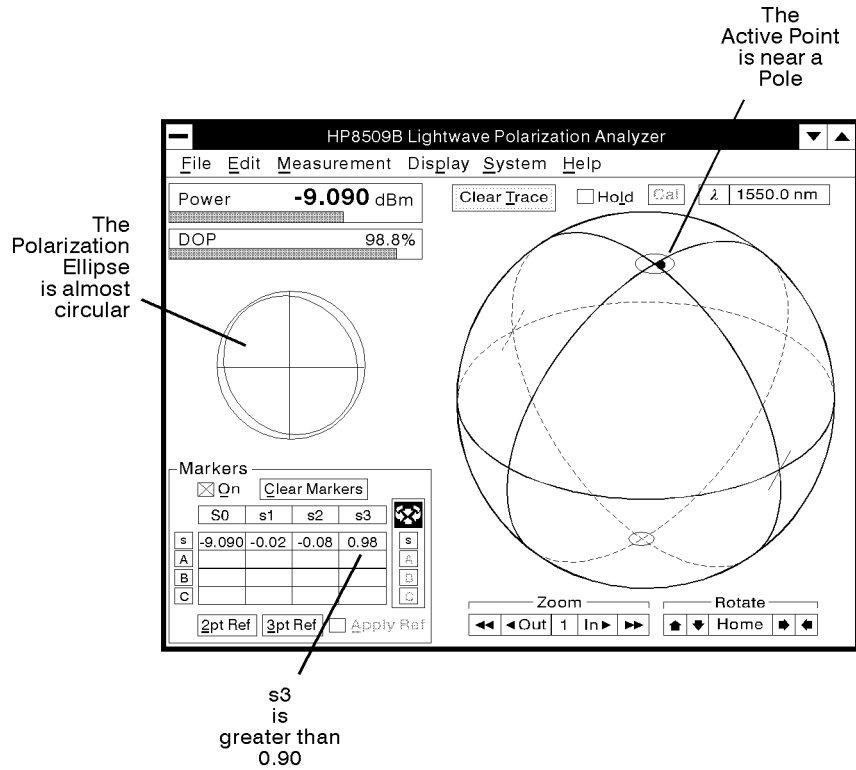 The
Active Point
is near a
Pole
HP8509B Lightwave Polarization Analyzer
File Edit Measurement Display System Help
Power -9.090 dBm
Clear Trace Hold Cal λ 1550.0 nm
DOP 98.8%
The
Polarization
Ellipse
is almost
circular
Markers
On Clear Markers
S0 s1 s2 s3
s -9.090 -0.02 -0.08 0.98 s
A A
B B
C C
2pt Ref 3pt Ref Apply Ref
Zoom Rotate
Out 1 In Home
s3
is
greater than
0.90